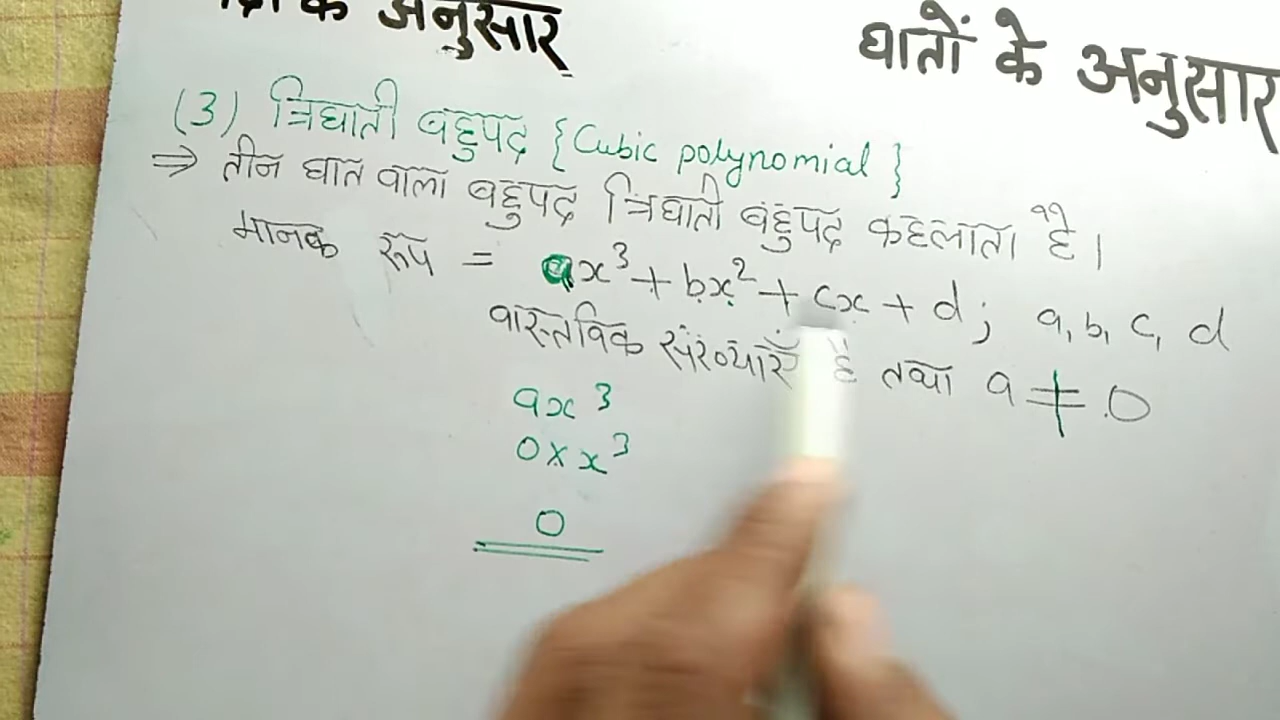 के अनुसार
घातों के अनुसार
(3) त्रिघाती बहुपद {Cubic polynomial}
⇒ तीन घात वाला बहुपद त्रिघाती बहुपद कहलाता है।
मानक रूप = ax³ + bx² + cx + d; a, b, c, d
वास्तविक संख्याएँ है तथा a ≠ 0
ax³
0×x³
0